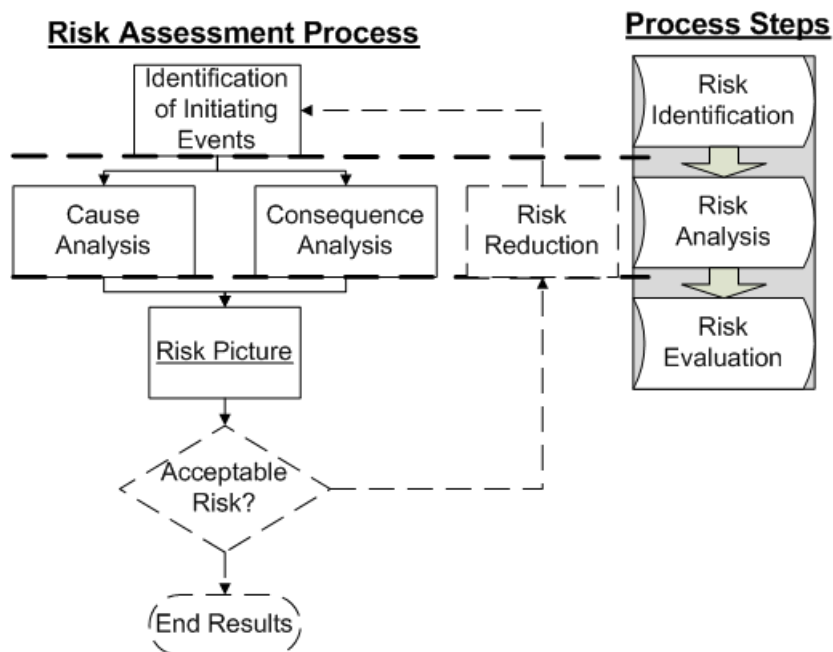 Risk Assessment Process
Identification
of Initiating
Events
Cause
Analysis
Consequence
Analysis
Risk
Reduction
Risk Picture
Acceptable
Risk?
End Results
Process Steps
Risk
Identification
Risk
Analysis
Risk
Evaluation